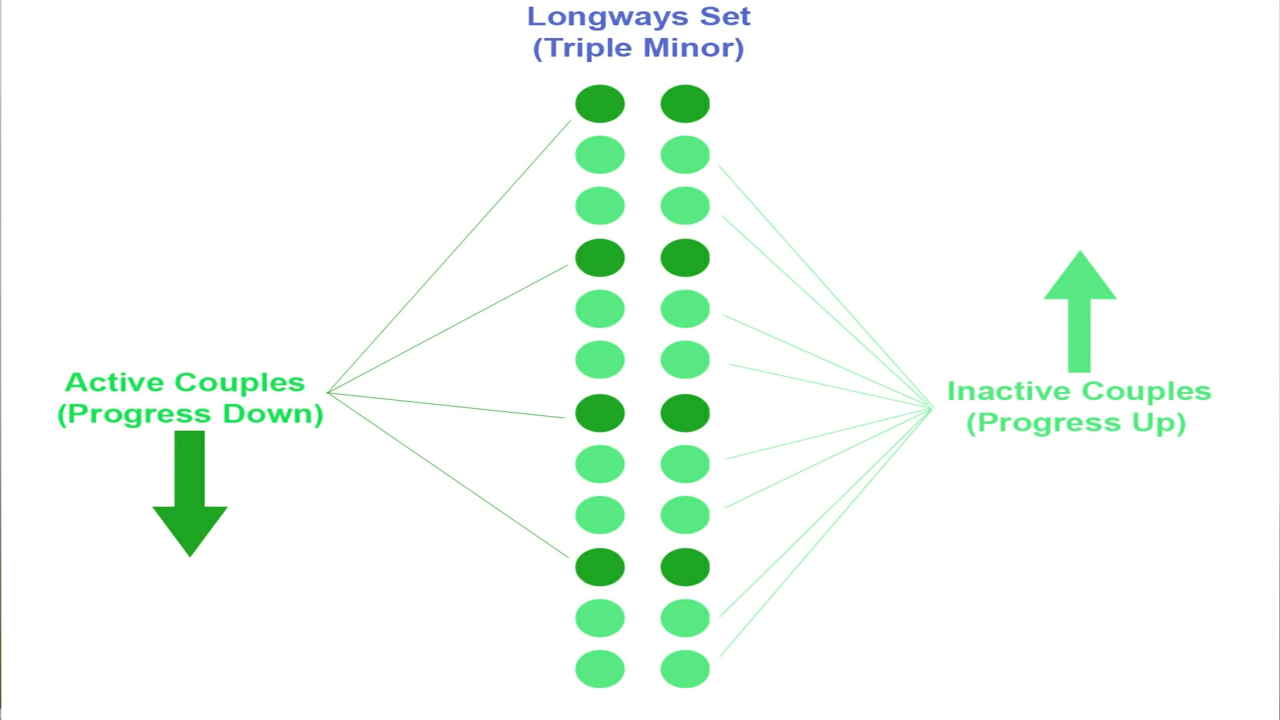 Longways Set
(Triple Minor)
Active Couples
(Progress Down)
Inactive Couples
(Progress Up)